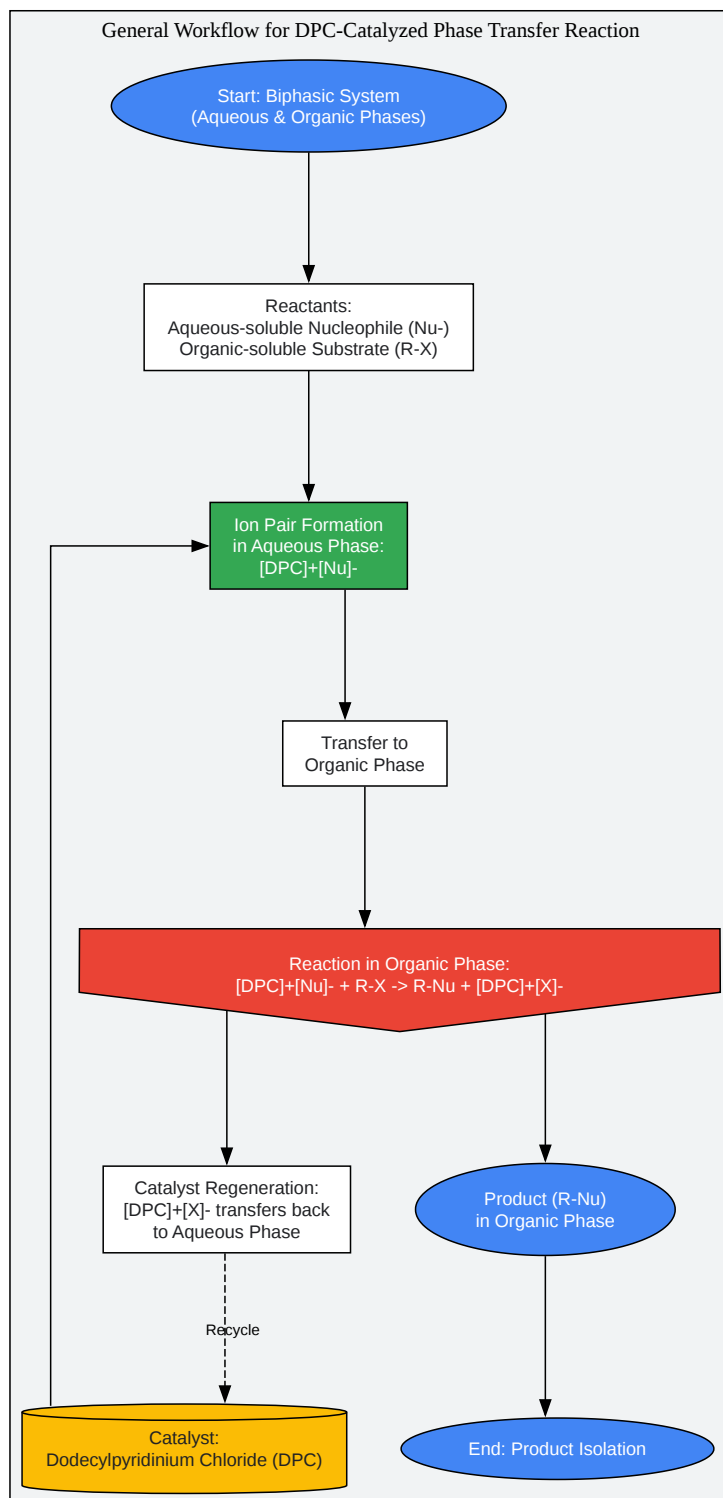 General Workflow for DPC-Catalyzed Phase Transfer Reaction
Start: Biphasic System
(Aqueous & Organic Phases)
Reactants:
Aqueous-soluble Nucleophile (Nu-)
Organic-soluble Substrate (R-X)
Ion Pair Formation
in Aqueous Phase:
[DPC]+[Nu]-
Transfer to
Organic Phase
Reaction in Organic Phase:
[DPC]+[Nu]- + R-X -> R-Nu + [DPC]+[X]-
Catalyst Regeneration:
[DPC]+[X]- transfers back
to Aqueous Phase
Product (R-Nu)
in Organic Phase
Recycle
Catalyst:
Dodecylpyridinium Chloride (DPC)
End: Product Isolation